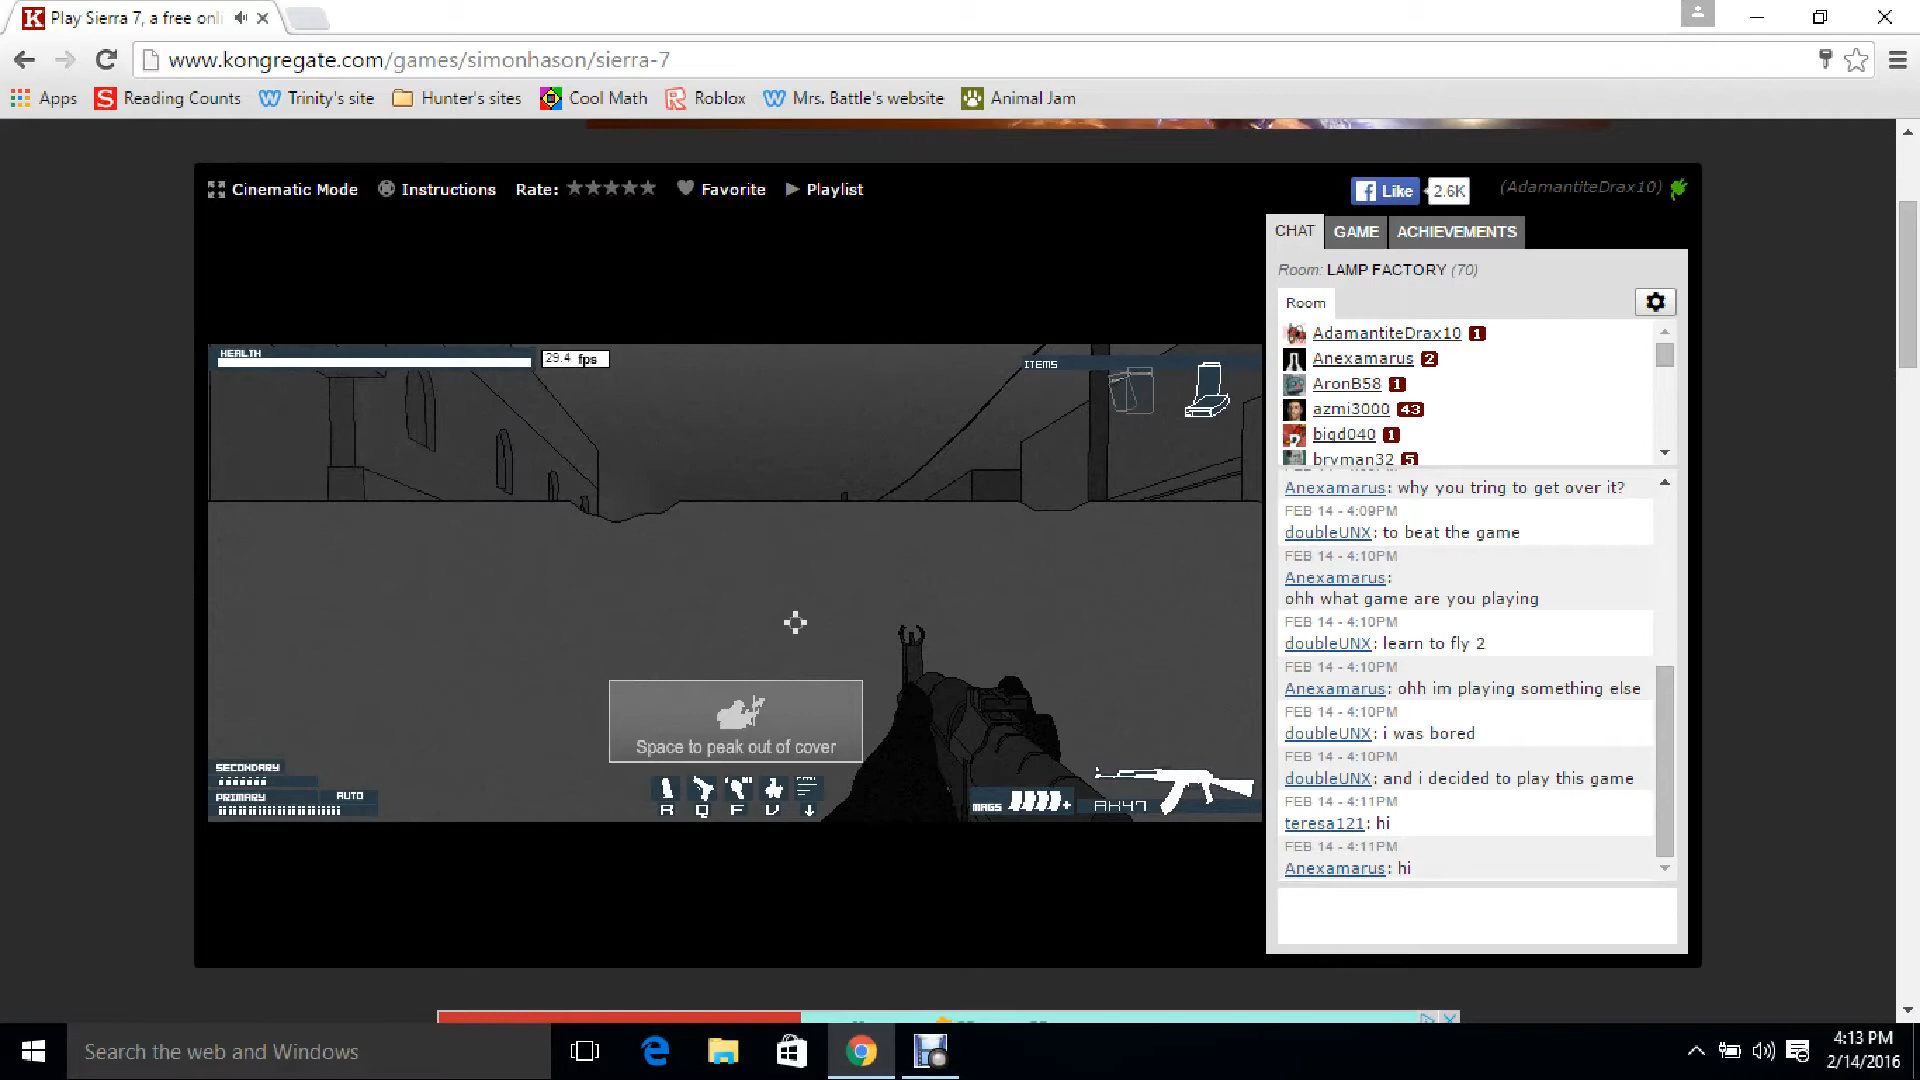 Play Sierra 7, a free onli
www.kongregate.com/games/simonhason/sierra-7
Apps Reading Counts Trinity's site Hunter's sites Cool Math Roblox Mrs. Battle's website Animal Jam
Cinematic Mode Instructions Rate: Favorite Playlist
Like 2.6K (AdamantiteDrax10)
CHAT GAME ACHIEVEMENTS
Room: LAMP FACTORY (70)
Room
AdamantiteDrax10 1
Anexamarus 2
AronB58 1
azmi3000 43
bigd040 1
bryman32 5
Anexamarus: why you tring to get over it?
FEB 14 - 4:09PM
doubleUNX: to beat the game
FEB 14 - 4:10PM
Anexamarus:
ohh what game are you playing
FEB 14 - 4:10PM
doubleUNX: learn to fly 2
FEB 14 - 4:10PM
Anexamarus: ohh im playing something else
FEB 14 - 4:10PM
doubleUNX: i was bored
FEB 14 - 4:10PM
doubleUNX: and i decided to play this game
FEB 14 - 4:11PM
teresa121: hi
FEB 14 - 4:11PM
Anexamarus: hi
HEALTH
29.4 fps
ITEMS
Space to peak out of cover
SECONDARY
PRIMARY AUTO
R Q F V
MAGS + AK47
Search the web and Windows
4:13 PM
2/14/2016